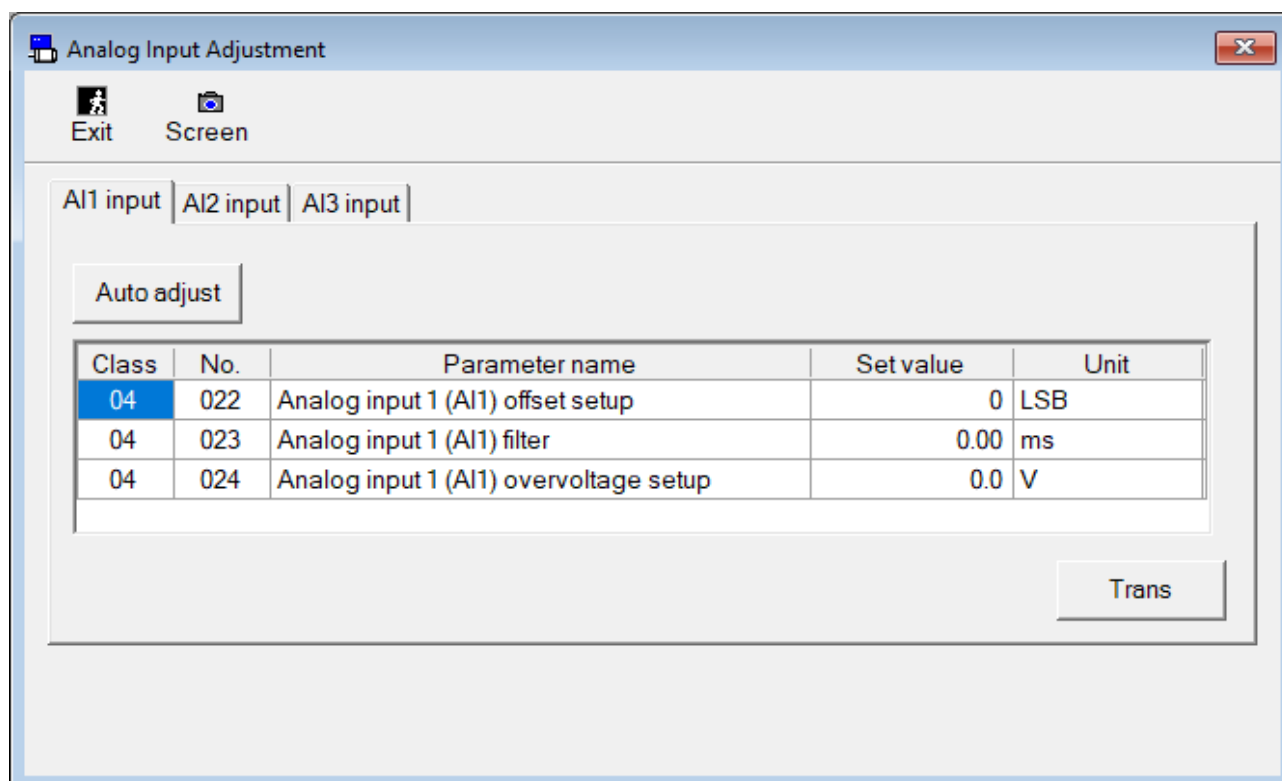 Analog Input Adjustment
Exit Screen
AI1 input AI2 input AI3 input
Auto adjust
Class No. Parameter name Set value Unit
04 022 Analog input 1 (AI1) offset setup 0 LSB
04 023 Analog input 1 (AI1) filter 0.00 ms
04 024 Analog input 1 (AI1) overvoltage setup 0.0 V
Trans